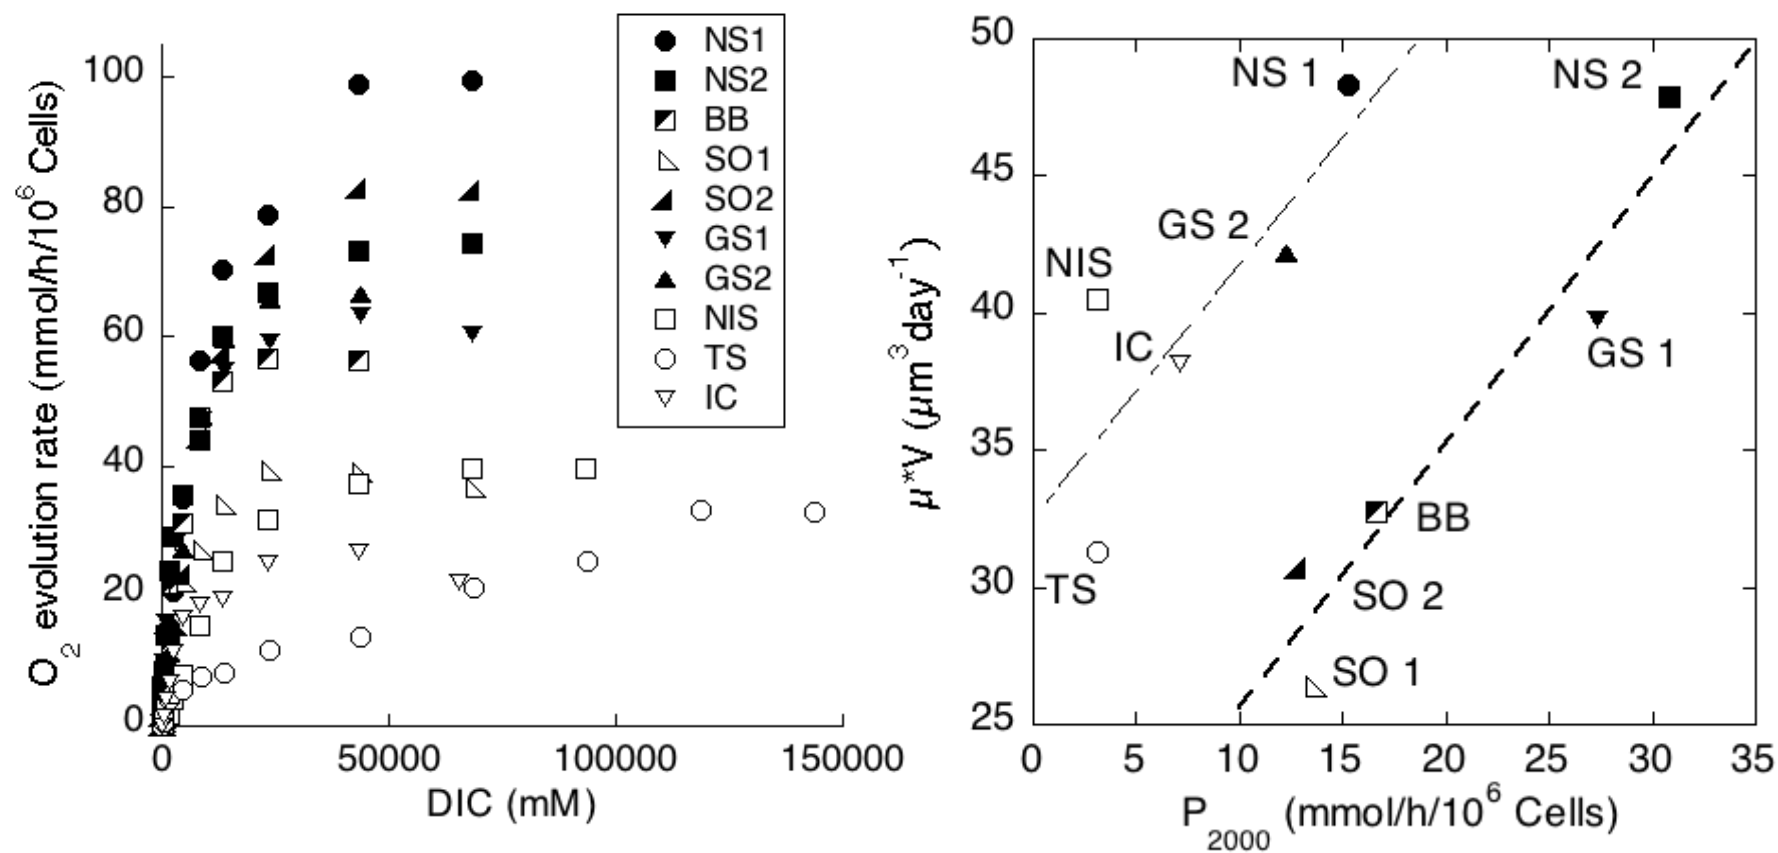 O2 evolution rate (mmol/h/10^6 Cells)
100
80
60
40
20
0
0 50000 100000 150000
DIC (mM)
NS1
NS2
BB
SO1
SO2
GS1
GS2
NIS
TS
IC
µ*V (µm^3 day^-1)
50
45
40
35
30
25
0 5 10 15 20 25 30 35
P2000 (mmol/h/10^6 Cells)
NS 1
NS 2
GS 2
NIS
IC
GS 1
BB
TS
SO 2
SO 1